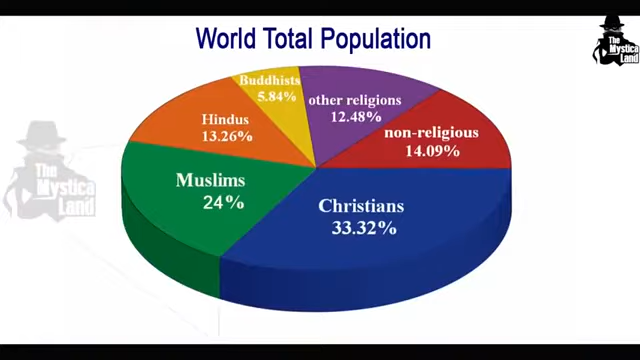 World Total Population
The
Mystica
Land
Buddhists
5.84%
other religions
12.48%
Hindus
13.26%
non-religious
14.09%
Muslims
24%
Christians
33.32%
The
Mystica
Land